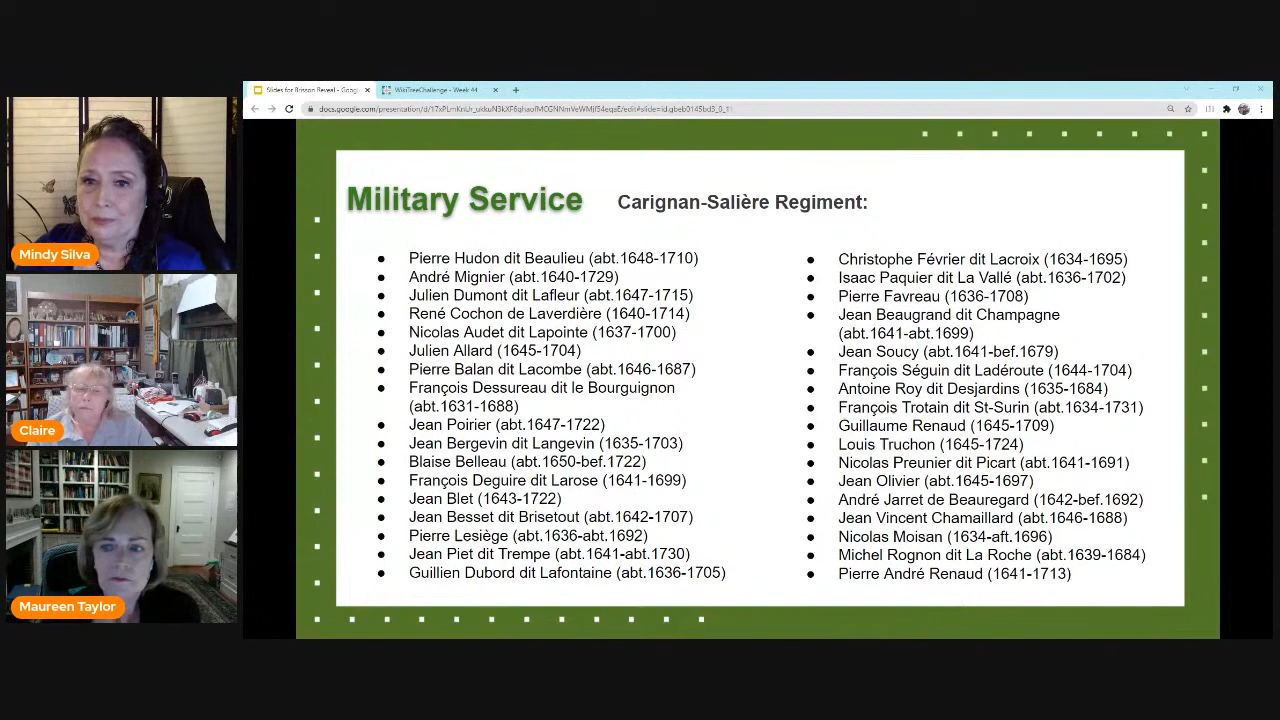 Slides for Brisson Reveal - Goog
WikiTreeChallenge - Week 44
Military Service
Carignan-Salière Regiment:
Pierre Hudon dit Beaulieu (abt.1648-1710)
André Mignier (abt.1640-1729)
Julien Dumont dit Lafleur (abt.1647-1715)
René Cochon de Laverdière (1640-1714)
Nicolas Audet dit Lapointe (1637-1700)
Julien Allard (1645-1704)
Pierre Balan dit Lacombe (abt.1646-1687)
François Dessureau dit le Bourguignon
(abt.1631-1688)
Jean Poirier (abt.1647-1722)
Jean Bergevin dit Langevin (1635-1703)
Blaise Belleau (abt.1650-bef.1722)
François Deguire dit Larose (1641-1699)
Jean Blet (1643-1722)
Jean Besset dit Brisetout (abt.1642-1707)
Pierre Lesiège (abt.1636-abt.1692)
Jean Piet dit Trempe (abt.1641-abt.1730)
Guillien Dubord dit Lafontaine (abt.1636-1705)
Christophe Février dit Lacroix (1634-1695)
Isaac Paquier dit La Vallé (abt.1636-1702)
Pierre Favreau (1636-1708)
Jean Beaugrand dit Champagne
(abt.1641-abt.1699)
Jean Soucy (abt.1641-bef.1679)
François Séguin dit Ladéroute (1644-1704)
Antoine Roy dit Desjardins (1635-1684)
François Trotain dit St-Surin (abt.1634-1731)
Guillaume Renaud (1645-1709)
Louis Truchon (1645-1724)
Nicolas Preunier dit Picart (abt.1641-1691)
Jean Olivier (abt.1645-1697)
André Jarret de Beauregard (1642-bef.1692)
Jean Vincent Chamaillard (abt.1646-1688)
Nicolas Moisan (1634-aft.1696)
Michel Rognon dit La Roche (abt.1639-1684)
Pierre André Renaud (1641-1713)
Mindy Silva
Claire
Maureen Taylor